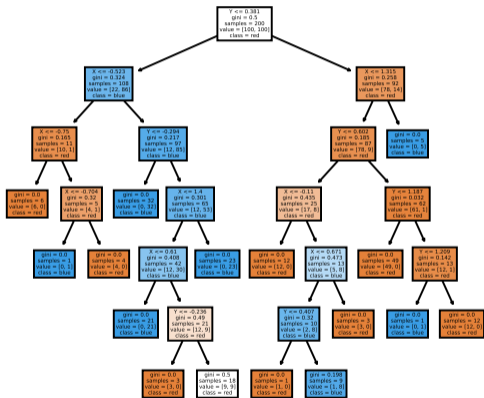 Y <= 0.381
gini = 0.5
samples = 200
value = [100, 100]
class = red
X <= -0.523
gini = 0.324
samples = 108
value = [22, 86]
class = blue
X <= 1.315
gini = 0.258
samples = 92
value = [78, 14]
class = red
X <= -0.75
gini = 0.165
samples = 11
value = [10, 1]
class = red
Y <= -0.294
gini = 0.217
samples = 97
value = [12, 85]
class = blue
Y <= 0.602
gini = 0.185
samples = 87
value = [78, 9]
class = red
gini = 0.0
samples = 5
value = [0, 5]
class = blue
gini = 0.0
samples = 6
value = [6, 0]
class = red
X <= -0.704
gini = 0.32
samples = 5
value = [4, 1]
class = red
gini = 0.0
samples = 32
value = [0, 32]
class = blue
X <= 1.4
gini = 0.301
samples = 65
value = [12, 53]
class = blue
X <= -0.11
gini = 0.435
samples = 25
value = [17, 8]
class = red
Y <= 1.187
gini = 0.032
samples = 62
value = [61, 1]
class = red
gini = 0.0
samples = 1
value = [0, 1]
class = blue
gini = 0.0
samples = 4
value = [4, 0]
class = red
X <= 0.61
gini = 0.408
samples = 42
value = [12, 30]
class = blue
gini = 0.0
samples = 23
value = [0, 23]
class = blue
gini = 0.0
samples = 12
value = [12, 0]
class = red
X <= 0.671
gini = 0.473
samples = 13
value = [5, 8]
class = blue
gini = 0.0
samples = 49
value = [49, 0]
class = red
Y <= 1.209
gini = 0.142
samples = 13
value = [12, 1]
class = red
gini = 0.0
samples = 21
value = [0, 21]
class = blue
Y <= -0.236
gini = 0.49
samples = 21
value = [12, 9]
class = red
Y <= 0.407
gini = 0.32
samples = 10
value = [2, 8]
class = blue
gini = 0.0
samples = 3
value = [3, 0]
class = red
gini = 0.0
samples = 1
value = [0, 1]
class = blue
gini = 0.0
samples = 12
value = [12, 0]
class = red
gini = 0.0
samples = 3
value = [3, 0]
class = red
gini = 0.5
samples = 18
value = [9, 9]
class = red
gini = 0.0
samples = 1
value = [1, 0]
class = red
gini = 0.198
samples = 9
value = [1, 8]
class = blue